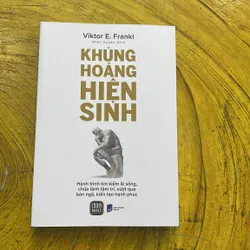 Viktor E. Frankl
KHỦNG
HOẢNG
HIỆN
SINH
Hành trình tìm kiếm lẽ sống,
chữa lành tâm trí, vượt qua
bản ngã, kiến tạo hạnh phúc